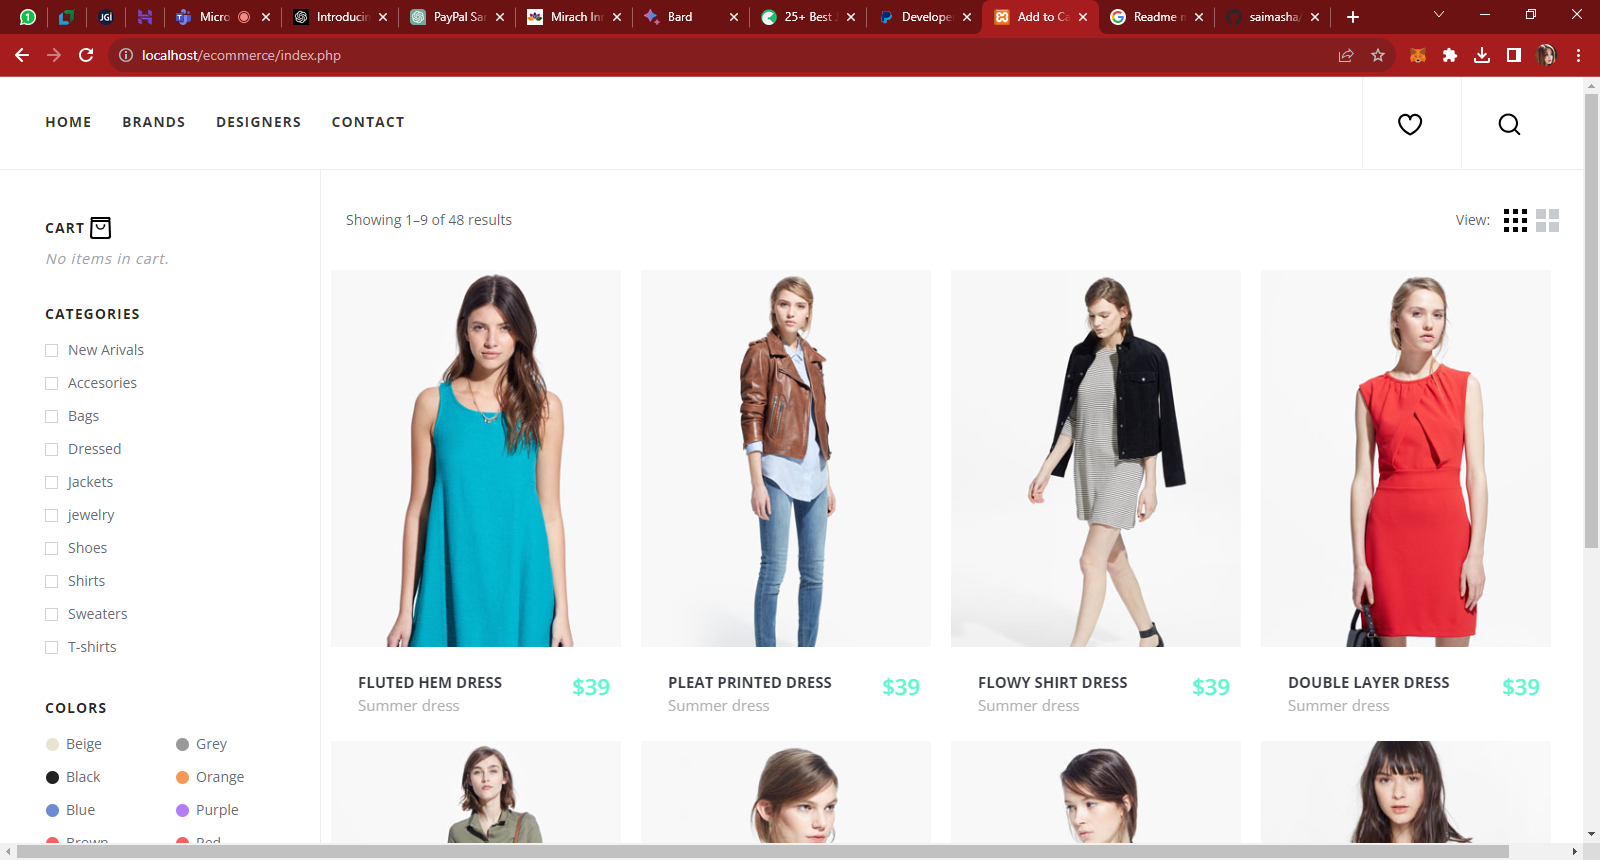 JGI
Micro
Introducin
PayPal Sa
Mirach Inn
Bard
25+ Best
Develope
Add to Ca
Readme m
saimasha
localhost/ecommerce/index.php
HOME BRANDS DESIGNERS CONTACT
CART
No items in cart.
CATEGORIES
New Arivals
Accesories
Bags
Dressed
Jackets
jewelry
Shoes
Shirts
Sweaters
T-shirts
COLORS
Beige Grey
Black Orange
Blue Purple
Brown Red
Showing 1–9 of 48 results
View:
FLUTED HEM DRESS $39
Summer dress
PLEAT PRINTED DRESS $39
Summer dress
FLOWY SHIRT DRESS $39
Summer dress
DOUBLE LAYER DRESS $39
Summer dress